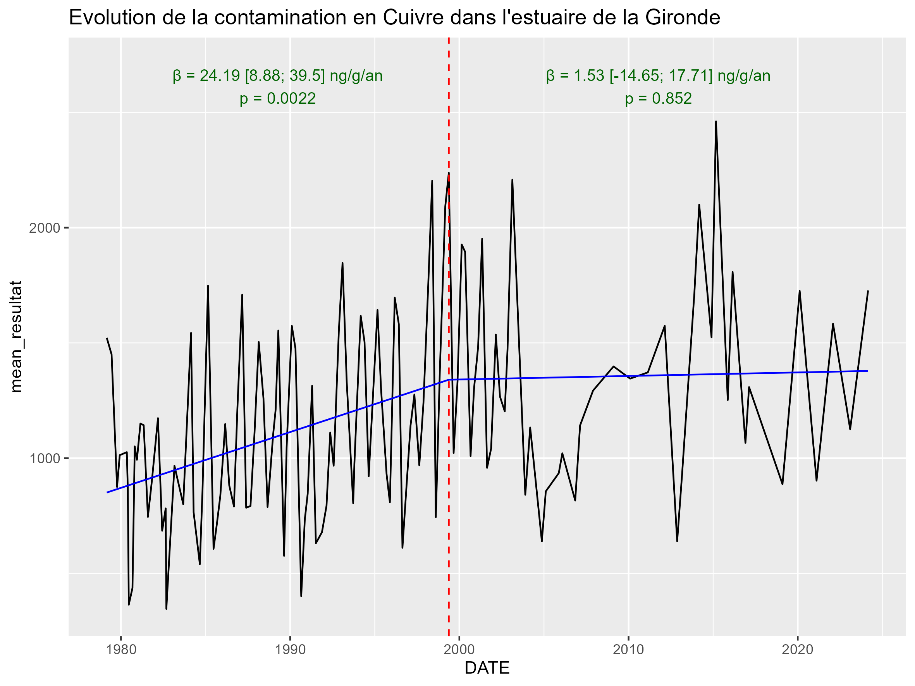 Evolution de la contamination en Cuivre dans l'estuaire de la Gironde
β = 24.19 [8.88; 39.5] ng/g/an
p = 0.0022
β = 1.53 [-14.65; 17.71] ng/g/an
p = 0.852
mean_resultat
2000
1000
1980
1990
2000
2010
2020
DATE